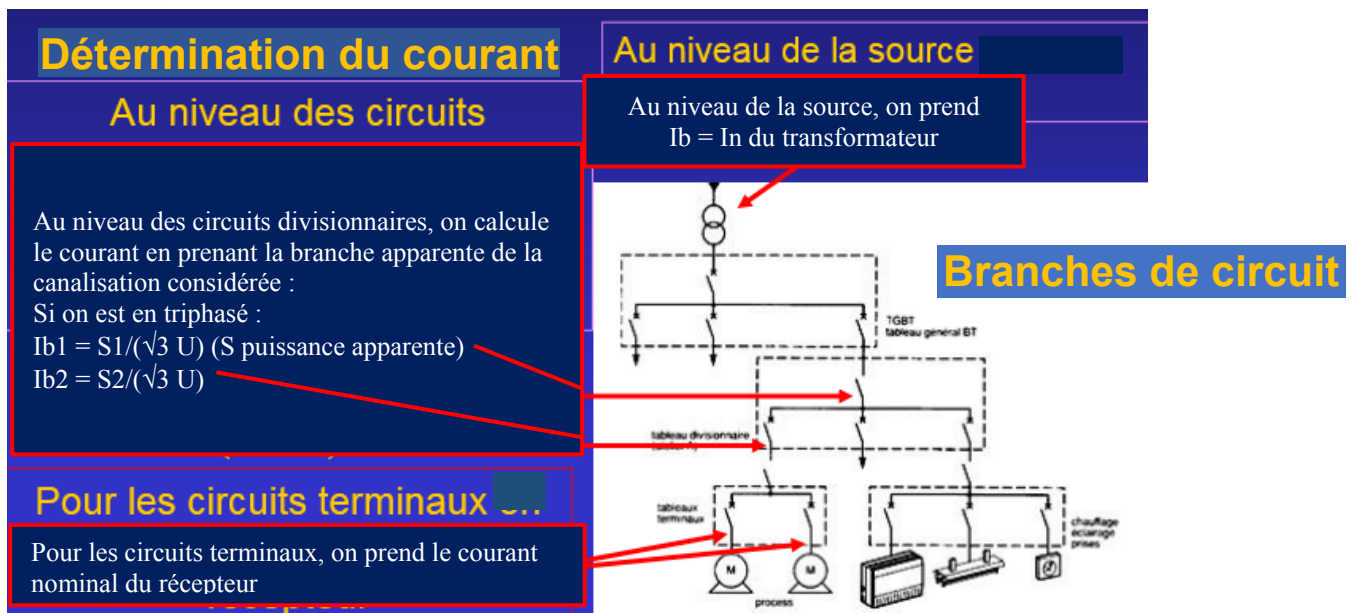 Détermination du courant
Au niveau des circuits
Au niveau des circuits divisionnaires, on calcule
le courant en prenant la branche apparente de la
canalisation considérée :
Si on est en triphasé :
Ib1 = S1/(√3 U) (S puissance apparente)
Ib2 = S2/(√3 U)
Pour les circuits terminaux
Pour les circuits terminaux, on prend le courant
nominal du récepteur
Au niveau de la source
Au niveau de la source, on prend
Ib = In du transformateur
Branches de circuit
TGBT
tableau général BT
tableau divisionnaire
tableaux
terminaux
chauffage
éclairage
prises
M
M
process